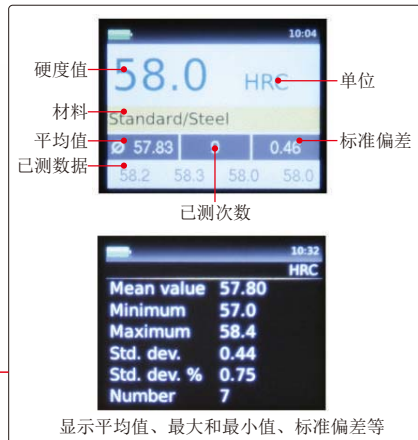 10:04
硬度值
58.0 HRC
单位
材料
Standard/Steel
平均值
Ø 57.83
0.46
标准偏差
已测数据
58.2 58.3 58.0 58.0
已测次数
10:32
HRC
Mean value 57.80
Minimum 57.0
Maximum 58.4
Std. dev. 0.44
Std. dev. % 0.75
Number 7
显示平均值、最大和最小值、标准偏差等